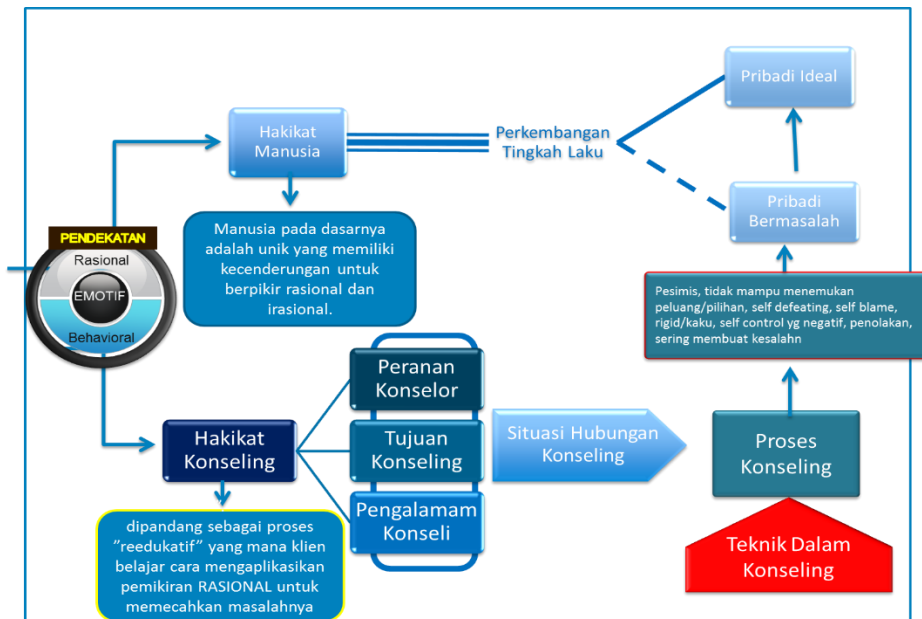 Pribadi Ideal
Hakikat
Manusia
Perkembangan
Tingkah Laku
Pribadi
Bermasalah
PENDEKATAN
Rasional
EMOTIF
Behavioral
Manusia pada dasarnya
adalah unik yang memiliki
kecenderungan untuk
berpikir rasional dan
irasional.
Pesimis, tidak mampu menemukan
peluang/pilihan, self defeating, self blame,
rigid/kaku, self control yg negatif, penolakan,
sering membuat kesalahn
Hakikat
Konseling
Peranan
Konselor
Tujuan
Konseling
Pengalamam
Konseli
Situasi Hubungan
Konseling
Proses
Konseling
Teknik Dalam
Konseling
dipandang sebagai proses
”reedukatif” yang mana klien
belajar cara mengaplikasikan
pemikiran RASIONAL untuk
memecahkan masalahnya